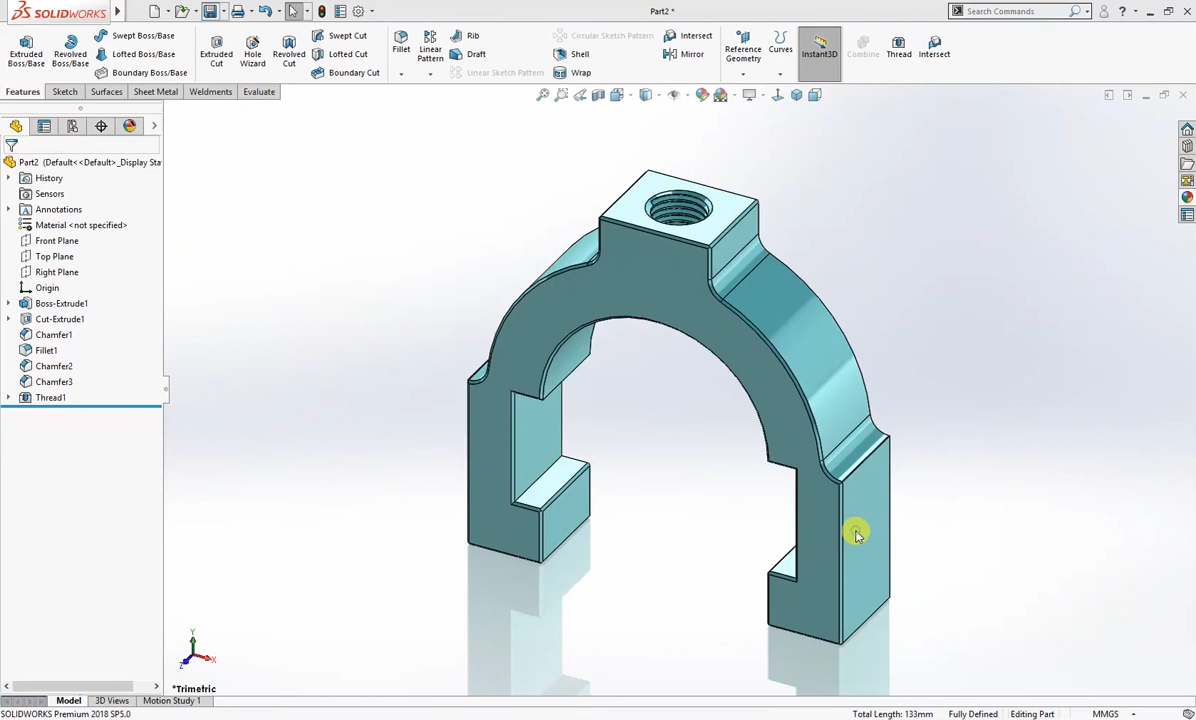 SOLIDWORKS
Part2 *
Search Commands
Extruded Boss/Base
Revolved Boss/Base
Swept Boss/Base
Lofted Boss/Base
Boundary Boss/Base
Extruded Cut
Hole Wizard
Revolved Cut
Swept Cut
Lofted Cut
Boundary Cut
Fillet
Linear Pattern
Rib
Draft
Circular Sketch Pattern
Shell
Linear Sketch Pattern
Wrap
Intersect
Mirror
Reference Geometry
Curves
Instant3D
Combine
Thread
Intersect
Features
Sketch
Surfaces
Sheet Metal
Weldments
Evaluate
Part2 (Default<<Default>_Display Sta
History
Sensors
Annotations
Material <not specified>
Front Plane
Top Plane
Right Plane
Origin
Boss-Extrude1
Cut-Extrude1
Chamfer1
Fillet1
Chamfer2
Chamfer3
Thread1
Y
X
Z
*Trimetric
Model
3D Views
Motion Study 1
SOLIDWORKS Premium 2018 SP5.0
Total Length: 133mm
Fully Defined
Editing Part
MMGS